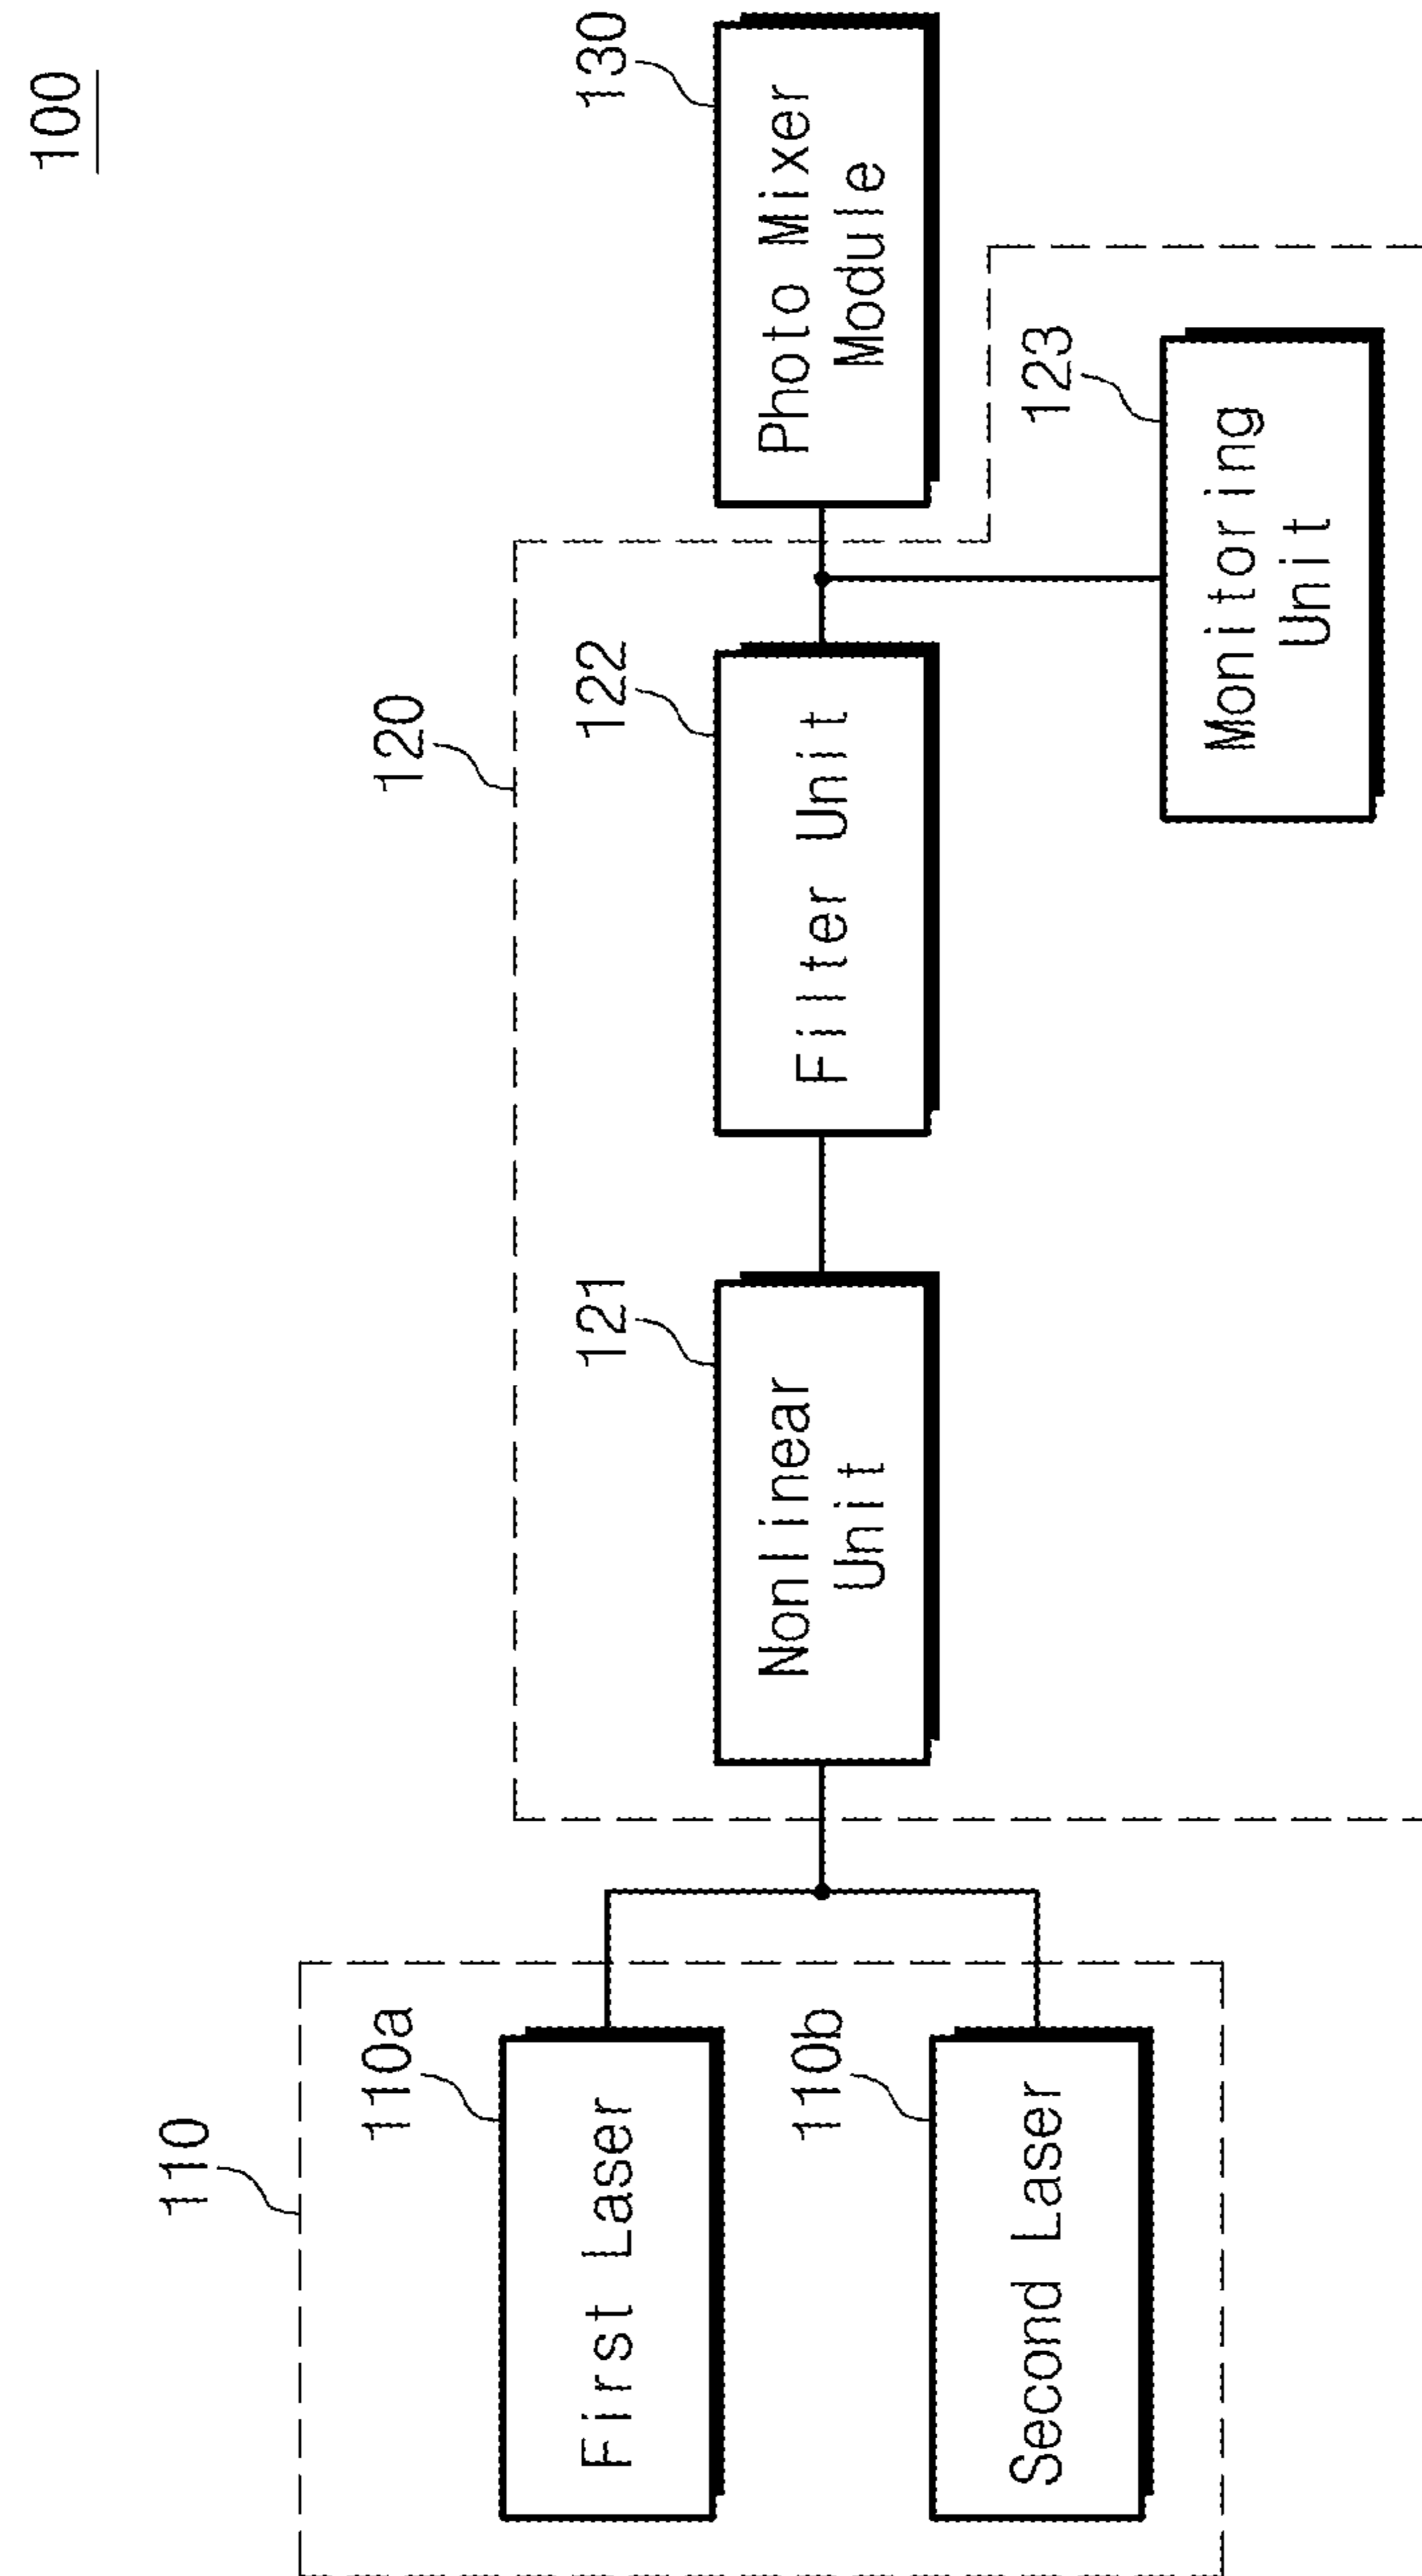 100
110
110a
First Laser
110b
Second Laser
120
121
Nonlinear
Unit
122
Filter Unit
123
Monitoring
Unit
130
Photo Mixer
Module